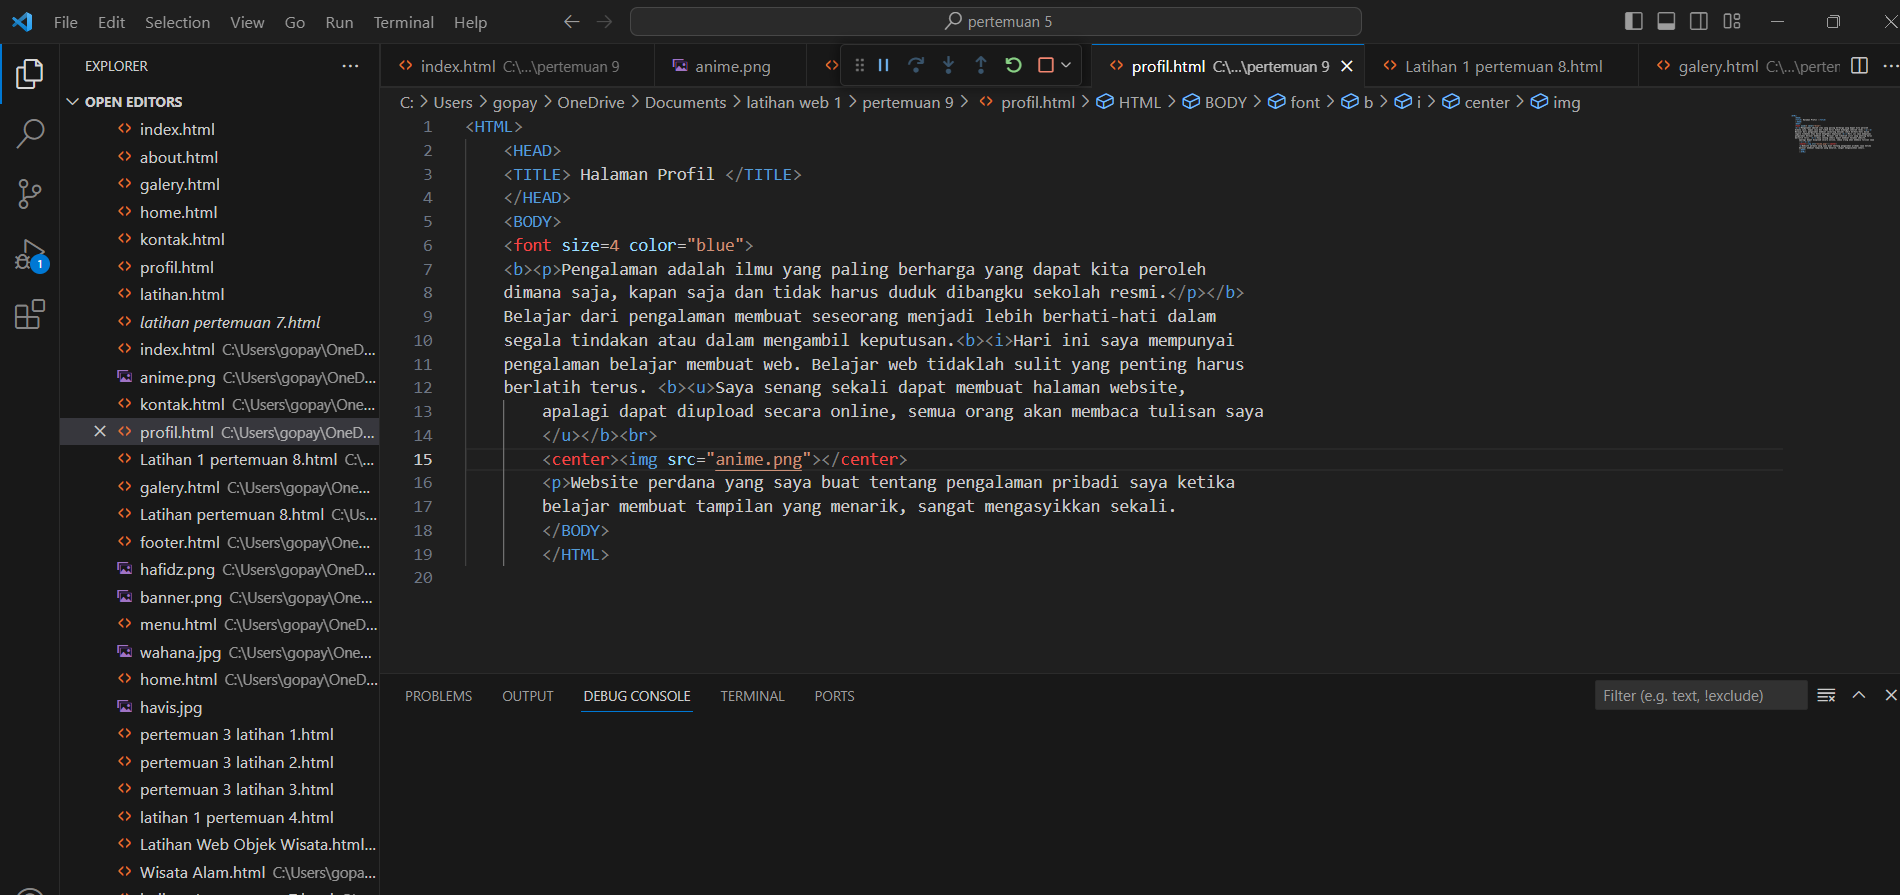 File Edit Selection View Go Run Terminal Help
pertemuan 5
EXPLORER
OPEN EDITORS
index.html
about.html
galery.html
home.html
kontak.html
profil.html
latihan.html
latihan pertemuan 7.html
index.html C:\Users\gopay\OneD...
anime.png C:\Users\gopay\OneD...
kontak.html C:\Users\gopay\One...
profil.html C:\Users\gopay\OneD...
Latihan 1 pertemuan 8.html C:\...
galery.html C:\Users\gopay\One...
Latihan pertemuan 8.html C:\Us...
footer.html C:\Users\gopay\One...
hafidz.png C:\Users\gopay\OneD...
banner.png C:\Users\gopay\One...
menu.html C:\Users\gopay\OneD...
wahana.jpg C:\Users\gopay\One...
home.html C:\Users\gopay\OneD...
havis.jpg
pertemuan 3 latihan 1.html
pertemuan 3 latihan 2.html
pertemuan 3 latihan 3.html
latihan 1 pertemuan 4.html
Latihan Web Objek Wisata.html...
Wisata Alam.html C:\Users\gopa...
1
index.html C:\...\pertemuan 9 anime.png profil.html C:\...\pertemuan 9 Latihan 1 pertemuan 8.html galery.html C:\...\perter
C: > Users > gopay > OneDrive > Documents > latihan web 1 > pertemuan 9 > profil.html > HTML > BODY > font > b > i > center > img
1 <HTML>
2 <HEAD>
3 <TITLE> Halaman Profil </TITLE>
4 </HEAD>
5 <BODY>
6 <font size=4 color="blue">
7 <b><p>Pengalaman adalah ilmu yang paling berharga yang dapat kita peroleh
8 dimana saja, kapan saja dan tidak harus duduk dibangku sekolah resmi.</p></b>
9 Belajar dari pengalaman membuat seseorang menjadi lebih berhati-hati dalam
10 segala tindakan atau dalam mengambil keputusan.<b><i>Hari ini saya mempunyai
11 pengalaman belajar membuat web. Belajar web tidaklah sulit yang penting harus
12 berlatih terus. <b><u>Saya senang sekali dapat membuat halaman website,
13 apalagi dapat diupload secara online, semua orang akan membaca tulisan saya
14 </u></b><br>
15 <center><img src="anime.png"></center>
16 <p>Website perdana yang saya buat tentang pengalaman pribadi saya ketika
17 belajar membuat tampilan yang menarik, sangat mengasyikkan sekali.
18 </BODY>
19 </HTML>
20
PROBLEMS OUTPUT DEBUG CONSOLE TERMINAL PORTS
Filter (e.g. text, !exclude)